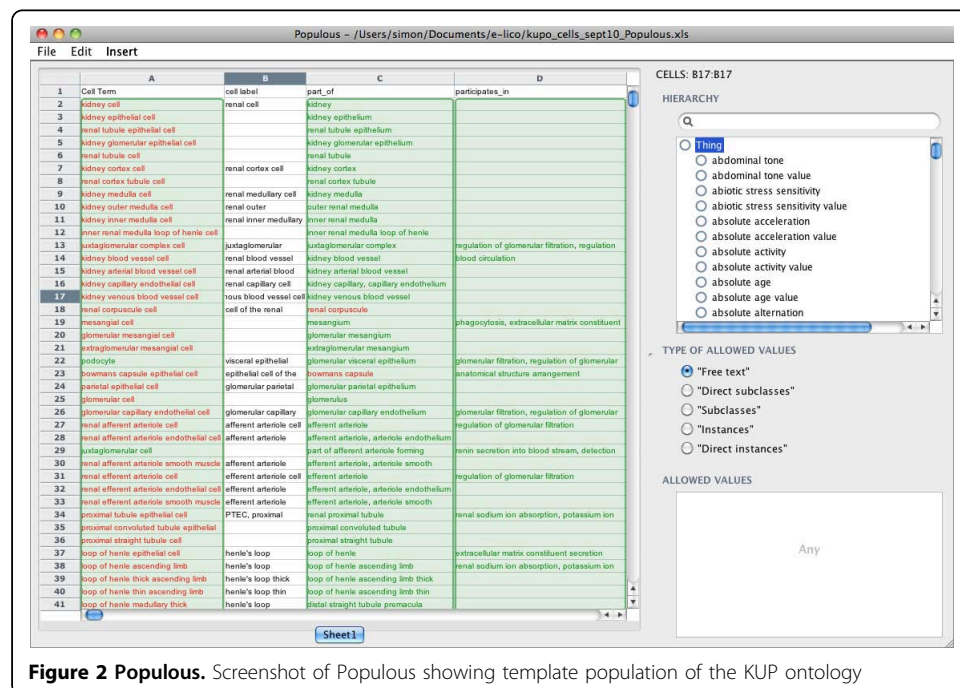 Populous - /Users/simon/Documents/e-lico/kupo_cells_sept10_Populous.xls
File Edit Insert
A B C D
1 Cell Term cell label part_of participates_in
2 kidney cell renal cell kidney
3 kidney epithelial cell kidney epithelium
4 renal tubule epithelial cell renal tubule epithelium
5 kidney glomerular epithelial cell kidney glomerular epithelium
6 renal tubule cell renal tubule
7 kidney cortex cell renal cortex cell kidney cortex
8 renal cortex tubule cell renal cortex tubule
9 kidney medulla cell renal medullary cell kidney medulla
10 kidney outer medulla cell renal outer outer renal medulla
11 kidney inner medulla cell renal inner medullary inner renal medulla
12 inner renal medulla loop of henle cell inner renal medulla loop of henle
13 juxtaglomerular complex cell juxtaglomerular juxtaglomerular complex regulation of glomerular filtration, regulation
14 kidney blood vessel cell renal blood vessel kidney blood vessel blood circulation
15 kidney arterial blood vessel cell renal arterial blood kidney arterial blood vessel
16 kidney capillary endothelial cell renal capillary cell kidney capillary, capillary endothelium
17 kidney venous blood vessel cell nous blood vessel cell kidney venous blood vessel
18 renal corpuscule cell cell of the renal renal corpuscule
19 mesangial cell mesangium phagocytosis, extracellular matrix constituent
20 glomerular mesangial cell glomerular mesangium
21 extraglomerular mesangial cell extraglomerular mesangium
22 podocyte visceral epithelial glomerular visceral epithelium glomerular filtration, regulation of glomerular
23 bowmans capsule epithelial cell epithelial cell of the bowmans capsule anatomical structure arrangement
24 parietal epithelial cell glomerular parietal glomerular parietal epithelium
25 glomerular cell glomerulus
26 glomerular capillary endothelial cell glomerular capillary glomerular capillary endothelium glomerular filtration, regulation of glomerular
27 renal afferent arteriole cell afferent arteriole cell afferent arteriole regulation of glomerular filtration
28 renal afferent arteriole endothelial cell afferent arteriole afferent arteriole, arteriole endothelium
29 juxtaglomerular cell part of afferent arteriole forming renin secretion into blood stream, detection
30 renal afferent arteriole smooth muscle afferent arteriole afferent arteriole, arteriole smooth
31 renal efferent arteriole cell efferent arteriole cell efferent arteriole regulation of glomerular filtration
32 renal efferent arteriole endothelial cell efferent arteriole efferent arteriole, arteriole endothelium
33 renal efferent arteriole smooth muscle efferent arteriole efferent arteriole, arteriole smooth
34 proximal tubule epithelial cell PTEC, proximal renal proximal tubule renal sodium ion absorption, potassium ion
35 proximal convoluted tubule epithelial proximal convoluted tubule
36 proximal straight tubule cell proximal straight tubule
37 loop of henle epithelial cell henle's loop loop of henle extracellular matrix constituent secretion
38 loop of henle ascending limb henle's loop loop of henle ascending limb renal sodium ion absorption, potassium ion
39 loop of henle thick ascending limb henle's loop thick loop of henle ascending limb thick
40 loop of henle thin ascending limb henle's loop thin loop of henle ascending limb thin
41 loop of henle medullary thick henle's loop distal straight tubule premacula
Sheet1
CELLS: B17:B17
HIERARCHY
Thing
abdominal tone
abdominal tone value
abiotic stress sensitivity
abiotic stress sensitivity value
absolute acceleration
absolute acceleration value
absolute activity
absolute activity value
absolute age
absolute age value
absolute alternation
TYPE OF ALLOWED VALUES
"Free text"
"Direct subclasses"
"Subclasses"
"Instances"
"Direct instances"
ALLOWED VALUES
Any
Figure 2 Populous. Screenshot of Populous showing template population of the KUP ontology